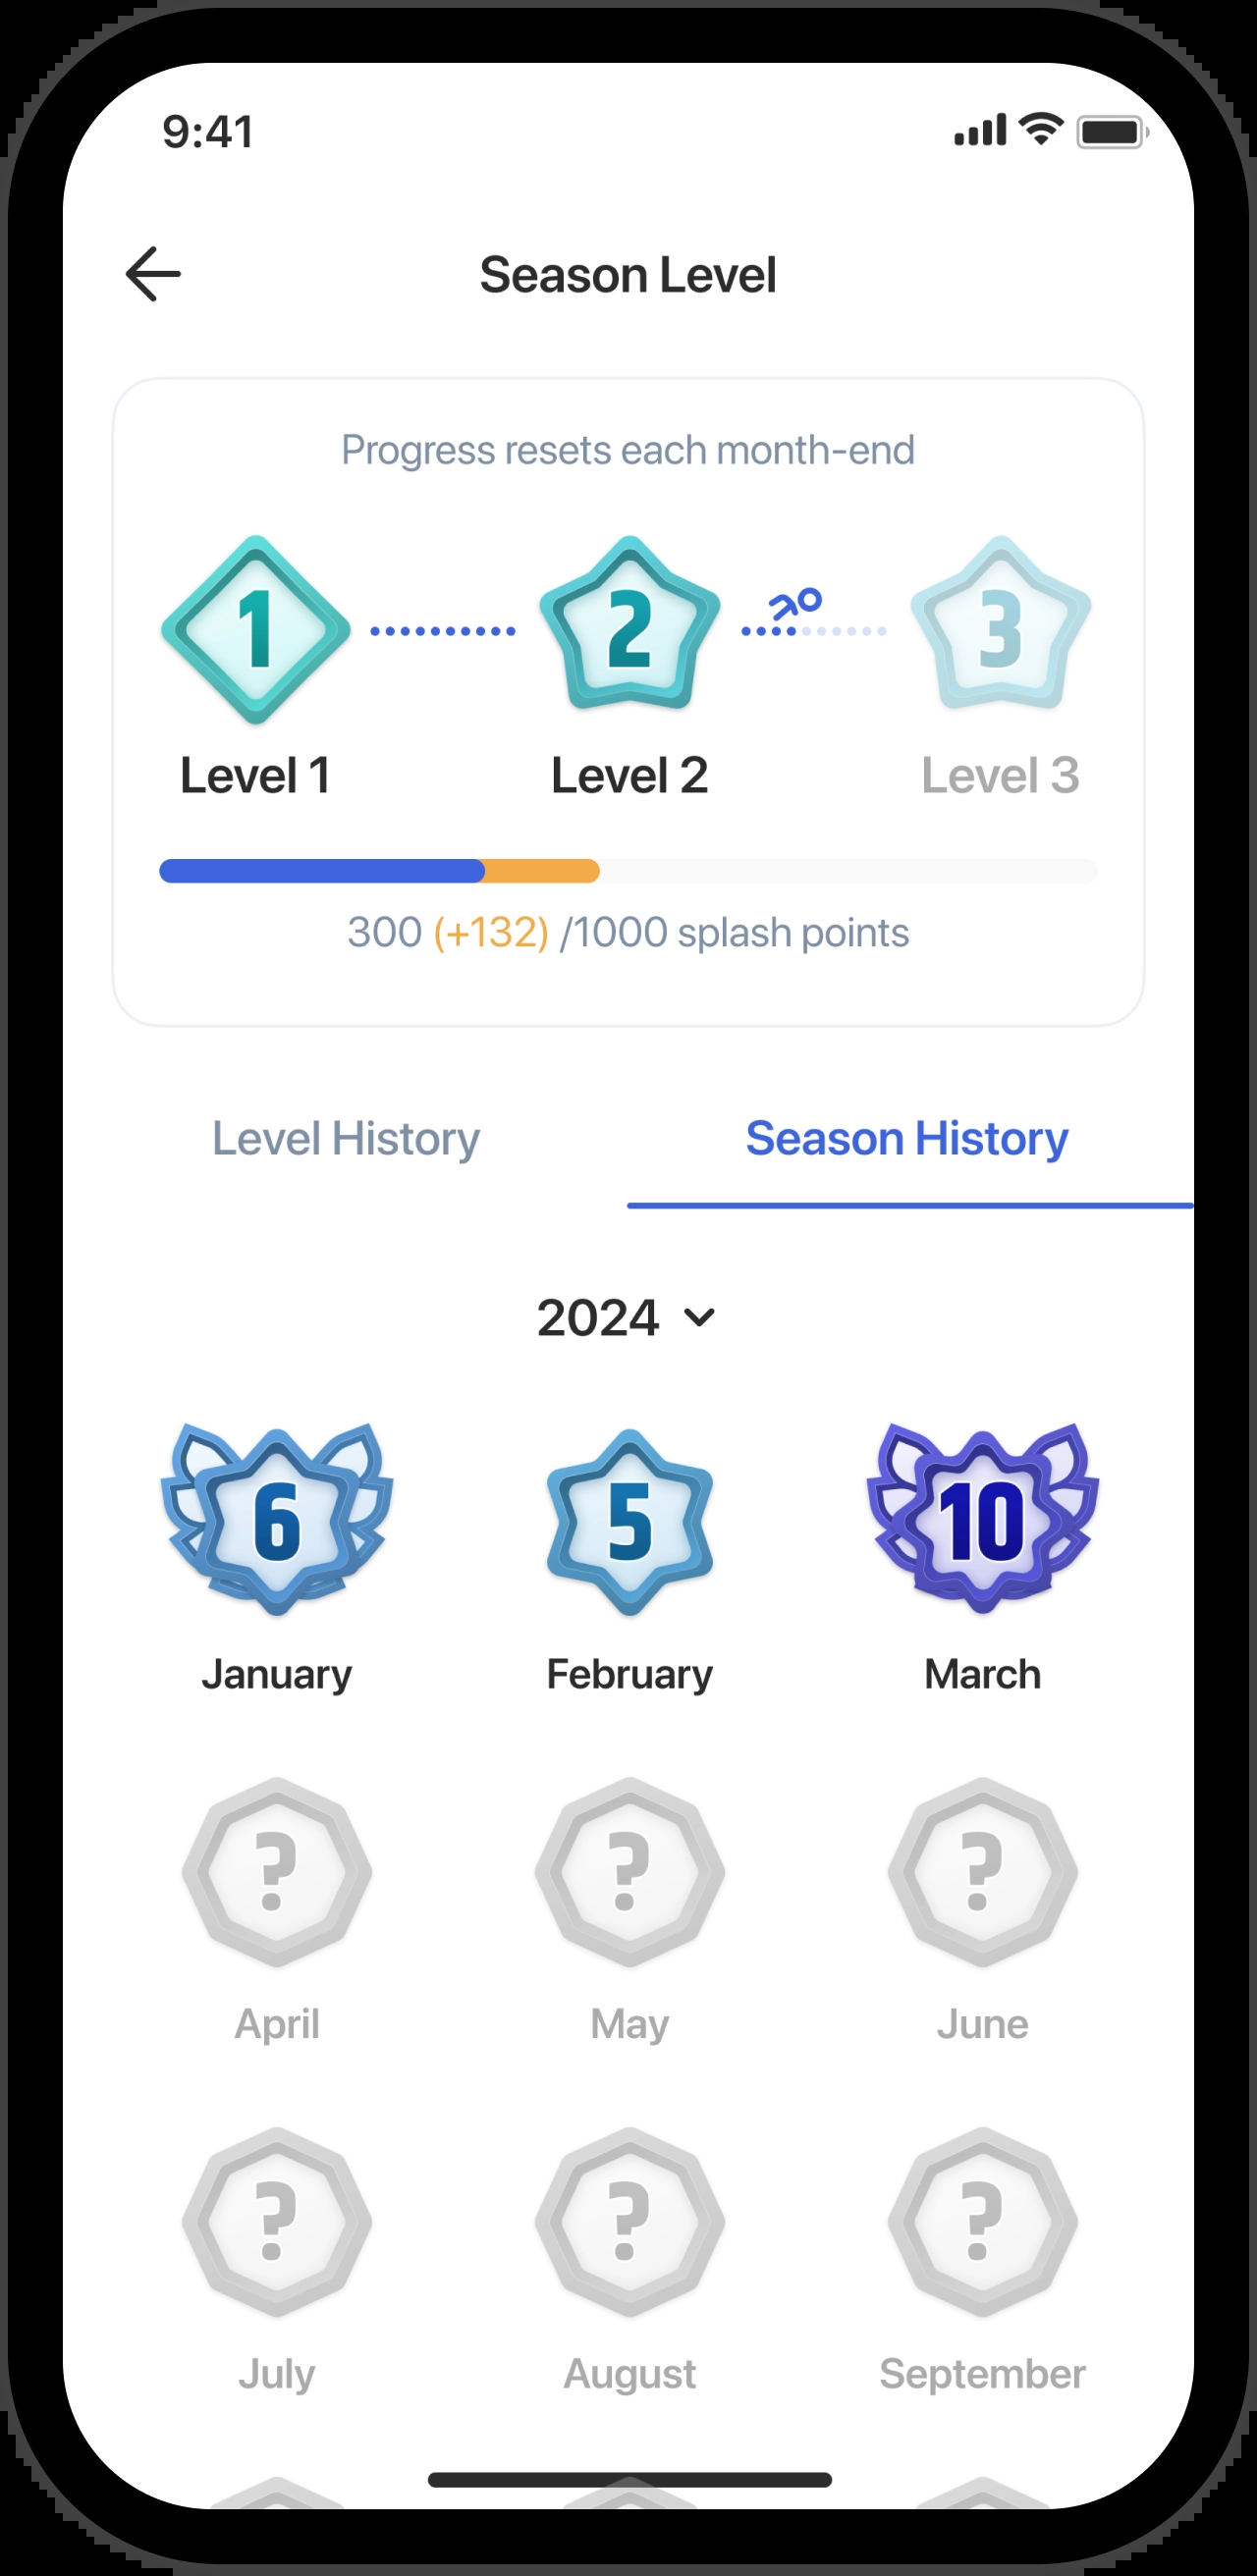 9:41
Season Level
Progress resets each month-end
1 2 3
Level 1 Level 2 Level 3
300 (+132) /1000 splash points
Level History Season History
2024
6 5 10
January February March
? ? ?
April May June
? ? ?
July August September